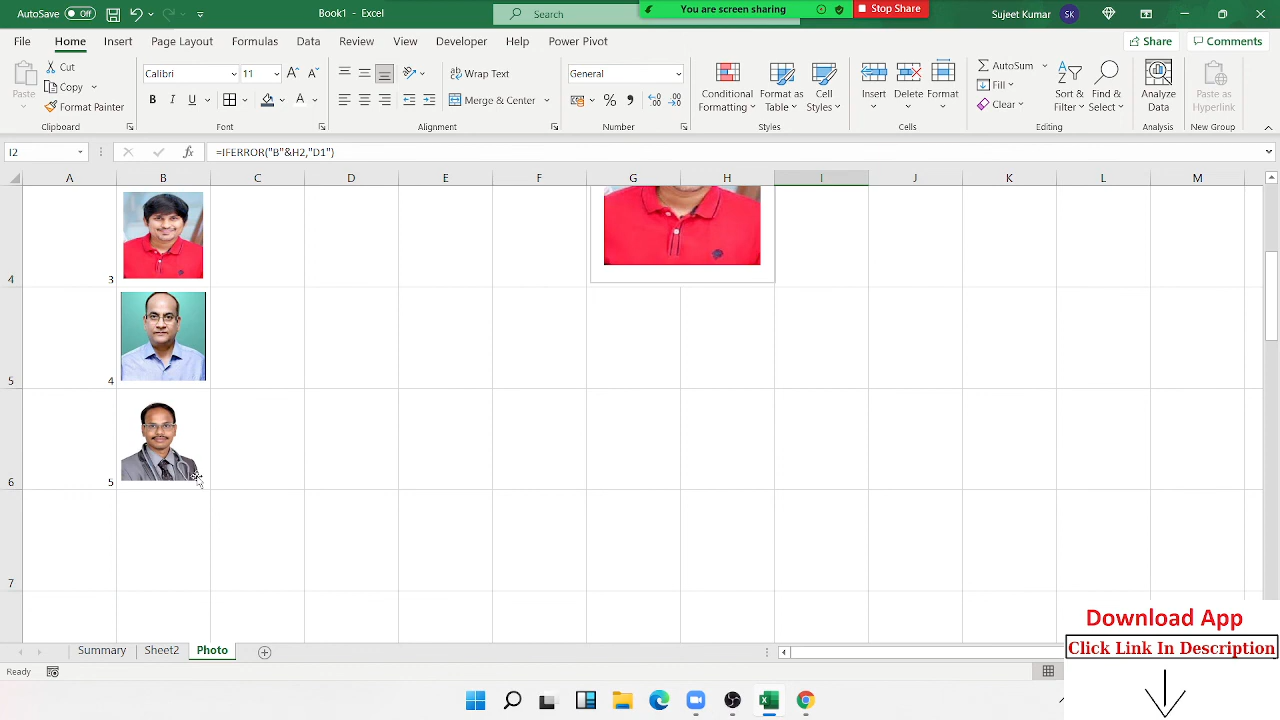 AutoSave Off Book1 - Excel Search You are screen sharing Stop Share Sujeet Kumar SK
File Home Insert Page Layout Formulas Data Review View Developer Help Power Pivot Share Comments
Paste Cut Copy Format Painter Clipboard
Calibri 11 B I U A Font
Wrap Text Merge & Center Alignment
General % , Number
Conditional Formatting Format as Table Cell Styles Styles
Insert Delete Format Cells
AutoSum Fill Clear Sort & Filter Find & Select Editing
Analyze Data Analysis
Paste as Hyperlink New Group
I2 fx =IFERROR("B"&H2,"D1")
A B C D E F G H I J K L M
4 3
5 4
6 5
7
Summary Sheet2 Photo
Ready
Download App
Click Link In Description